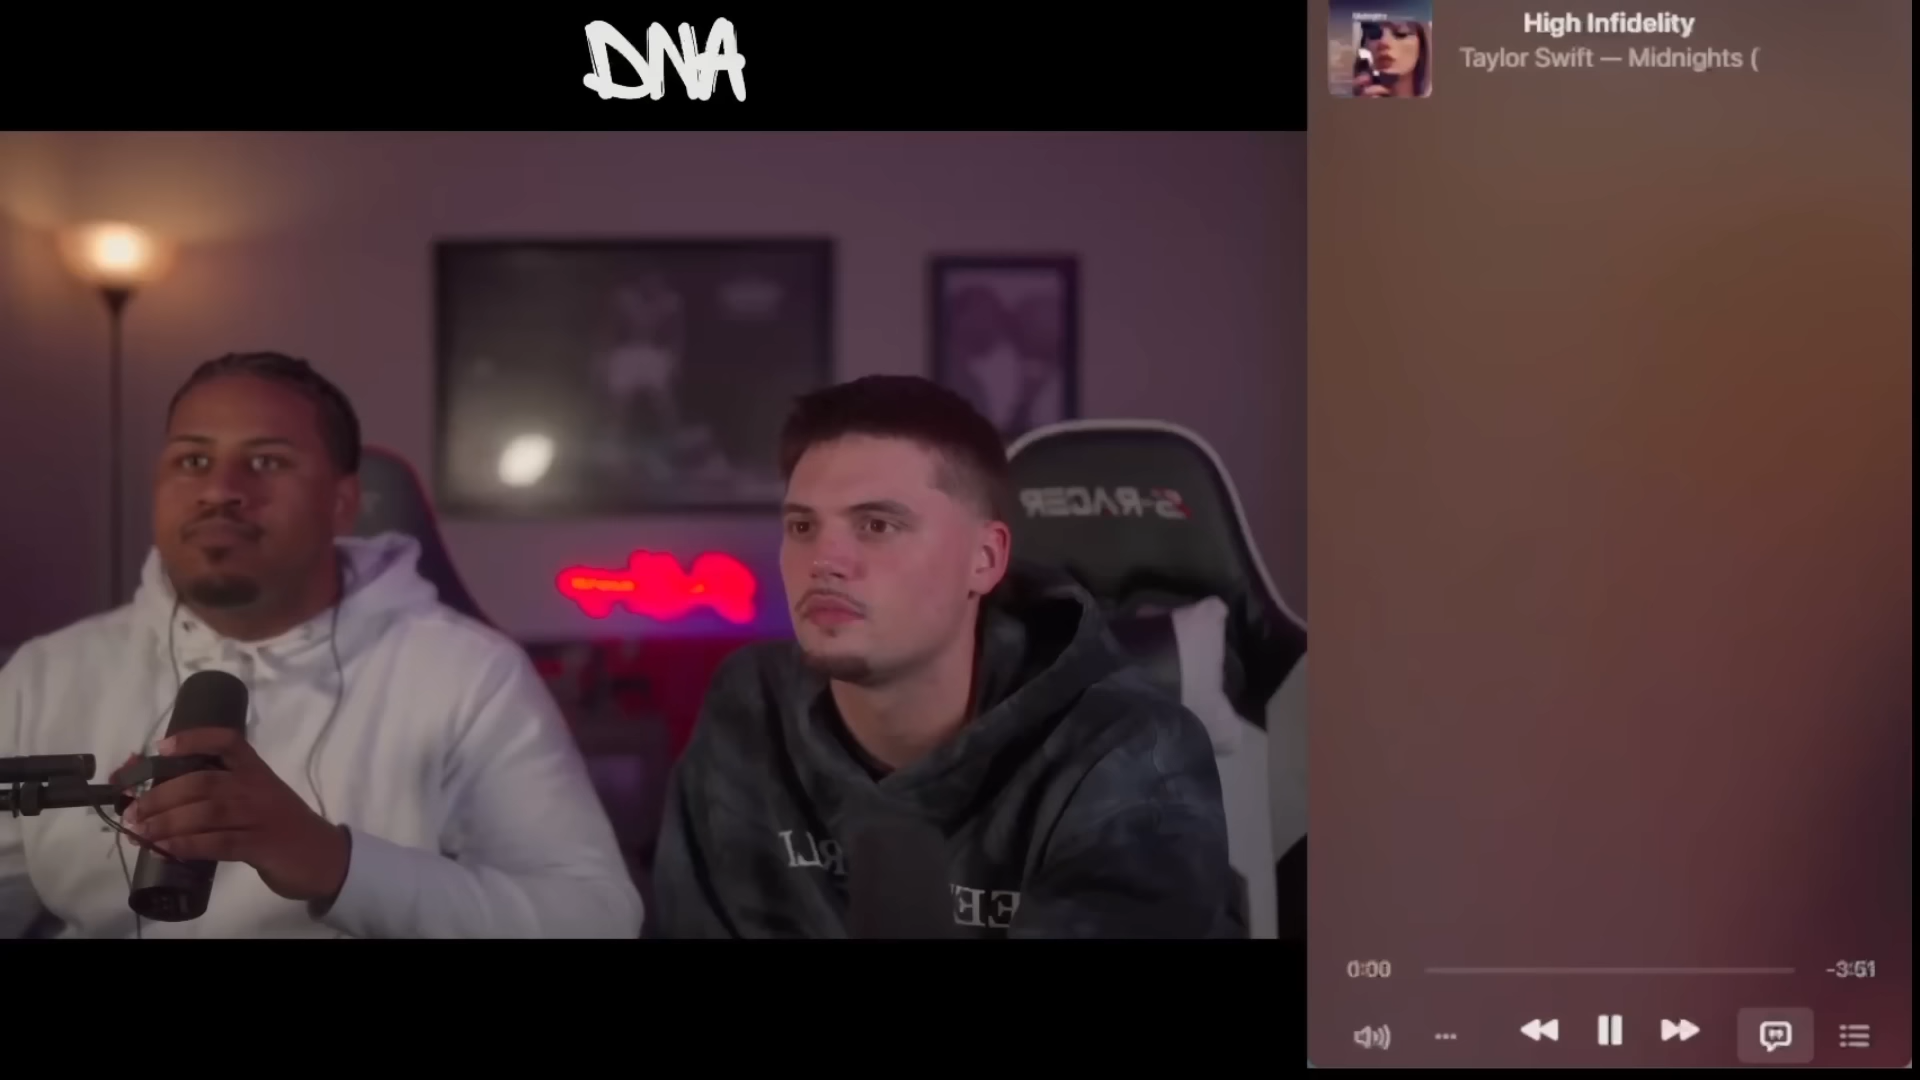 DNA
High Infidelity
Taylor Swift — Midnights (
S-RACER
0:00
-3:51